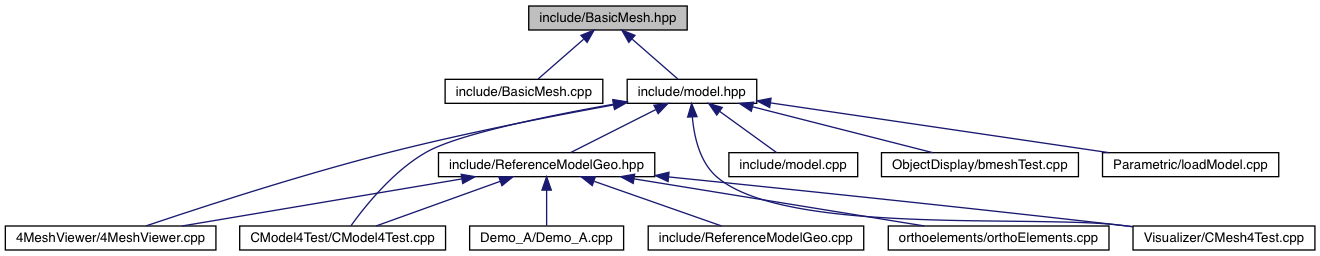 include/BasicMesh.hpp
include/BasicMesh.cpp
include/model.hpp
include/ReferenceModelGeo.hpp
include/model.cpp
ObjectDisplay/bmeshTest.cpp
Parametric/loadModel.cpp
4MeshViewer/4MeshViewer.cpp
CModel4Test/CModel4Test.cpp
Demo_A/Demo_A.cpp
include/ReferenceModelGeo.cpp
orthoelements/orthoElements.cpp
Visualizer/CMesh4Test.cpp